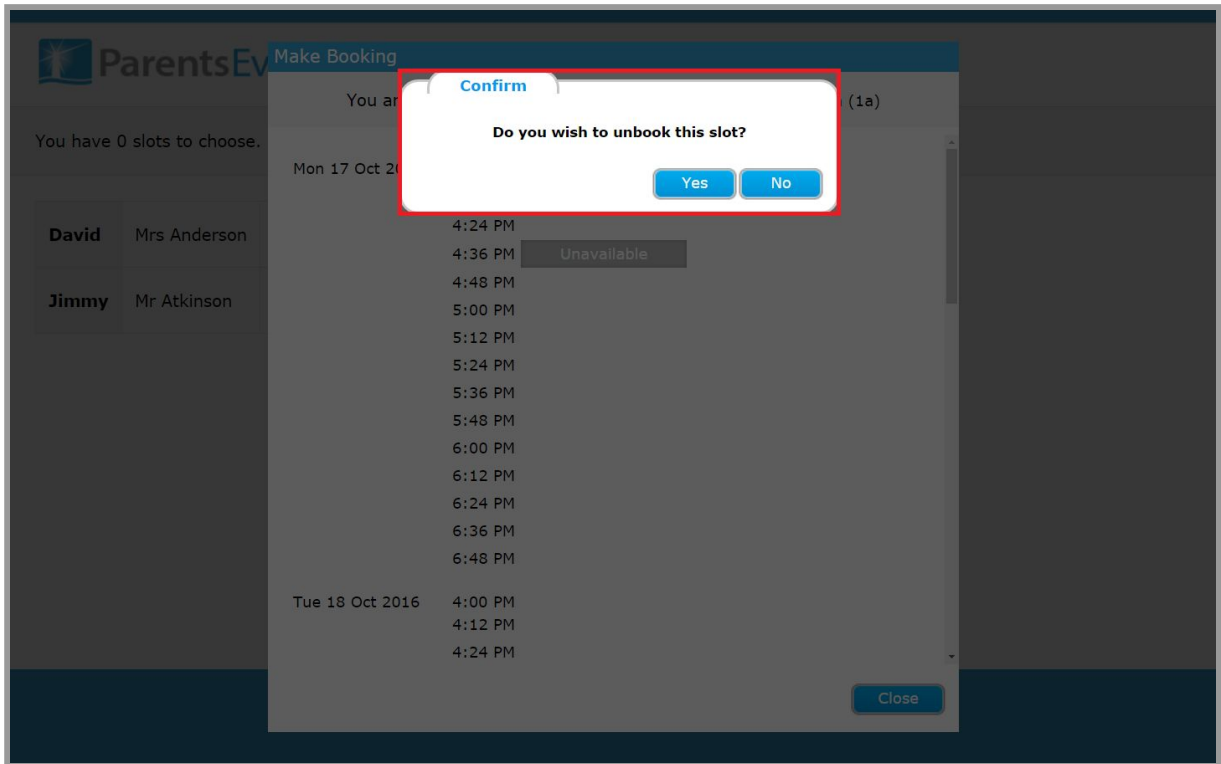 ParentsEv
Make Booking
Confirm
You ar (1a)
Do you wish to unbook this slot?
You have 0 slots to choose.
Mon 17 Oct 20
Yes No
4:24 PM
David Mrs Anderson
4:36 PM Unavailable
4:48 PM
Jimmy Mr Atkinson
5:00 PM
5:12 PM
5:24 PM
5:36 PM
5:48 PM
6:00 PM
6:12 PM
6:24 PM
6:36 PM
6:48 PM
Tue 18 Oct 2016 4:00 PM
4:12 PM
4:24 PM
Close